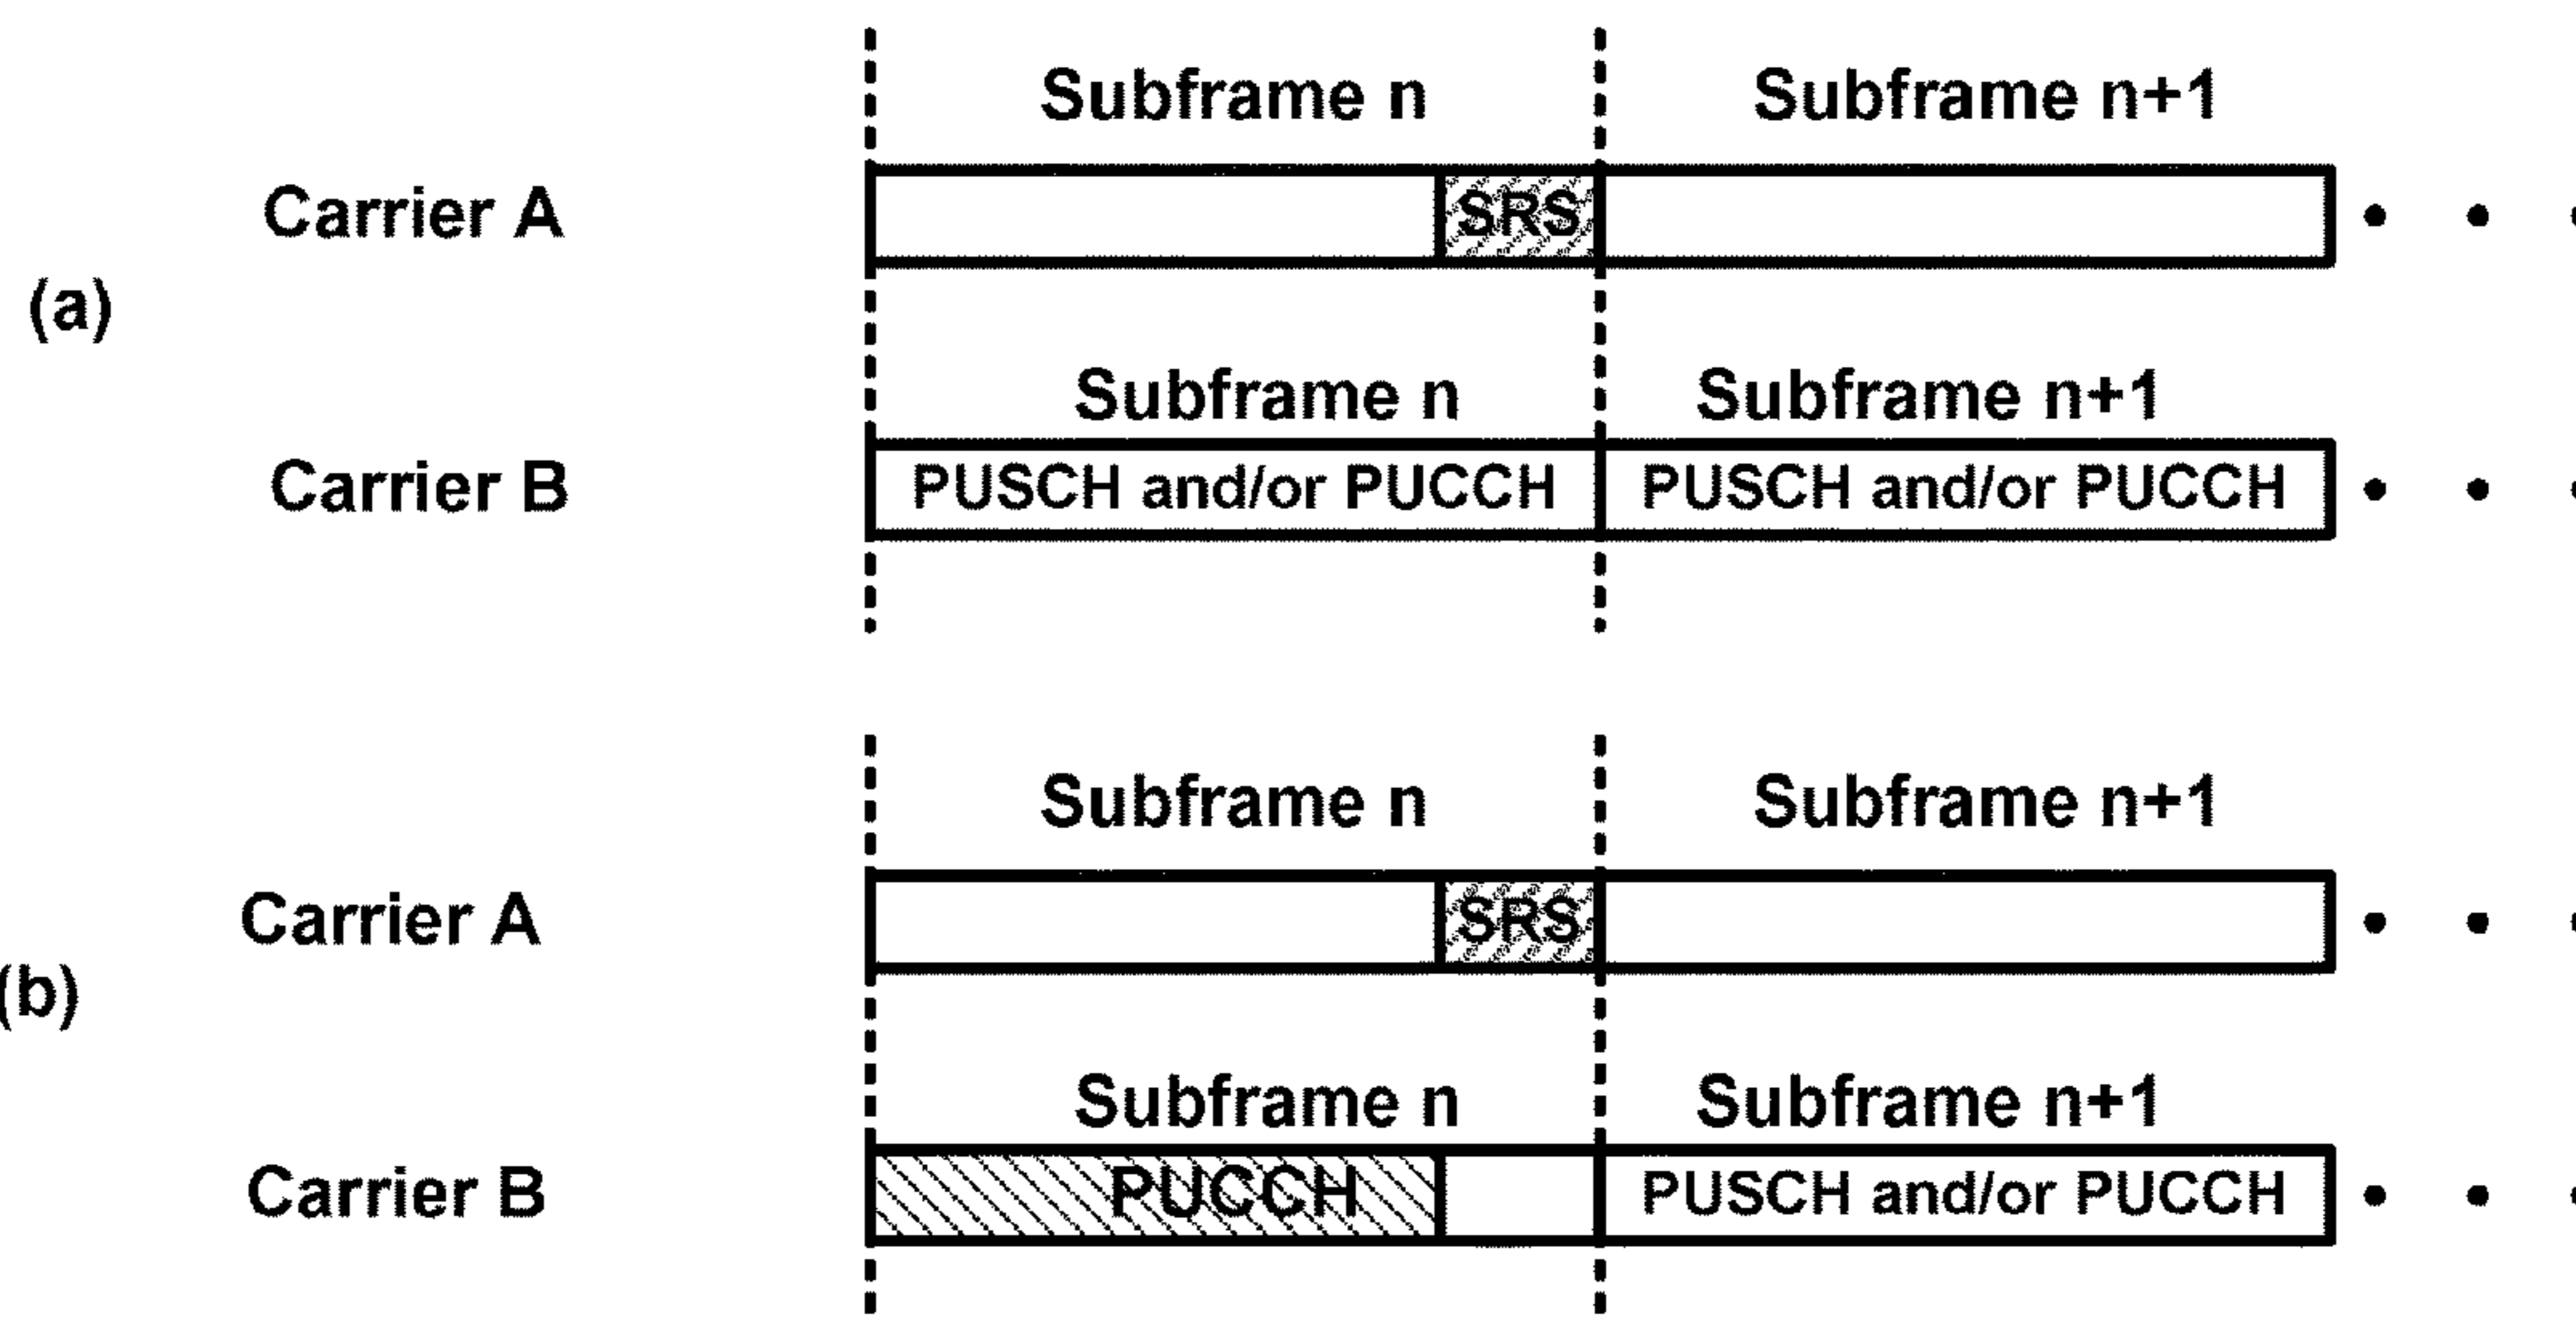 Subframe n Subframe n+1
Carrier A SRS
(a)
Subframe n Subframe n+1
Carrier B PUSCH and/or PUCCH PUSCH and/or PUCCH
Subframe n Subframe n+1
Carrier A SRS
(b)
Subframe n Subframe n+1
Carrier B PUCCH PUSCH and/or PUCCH